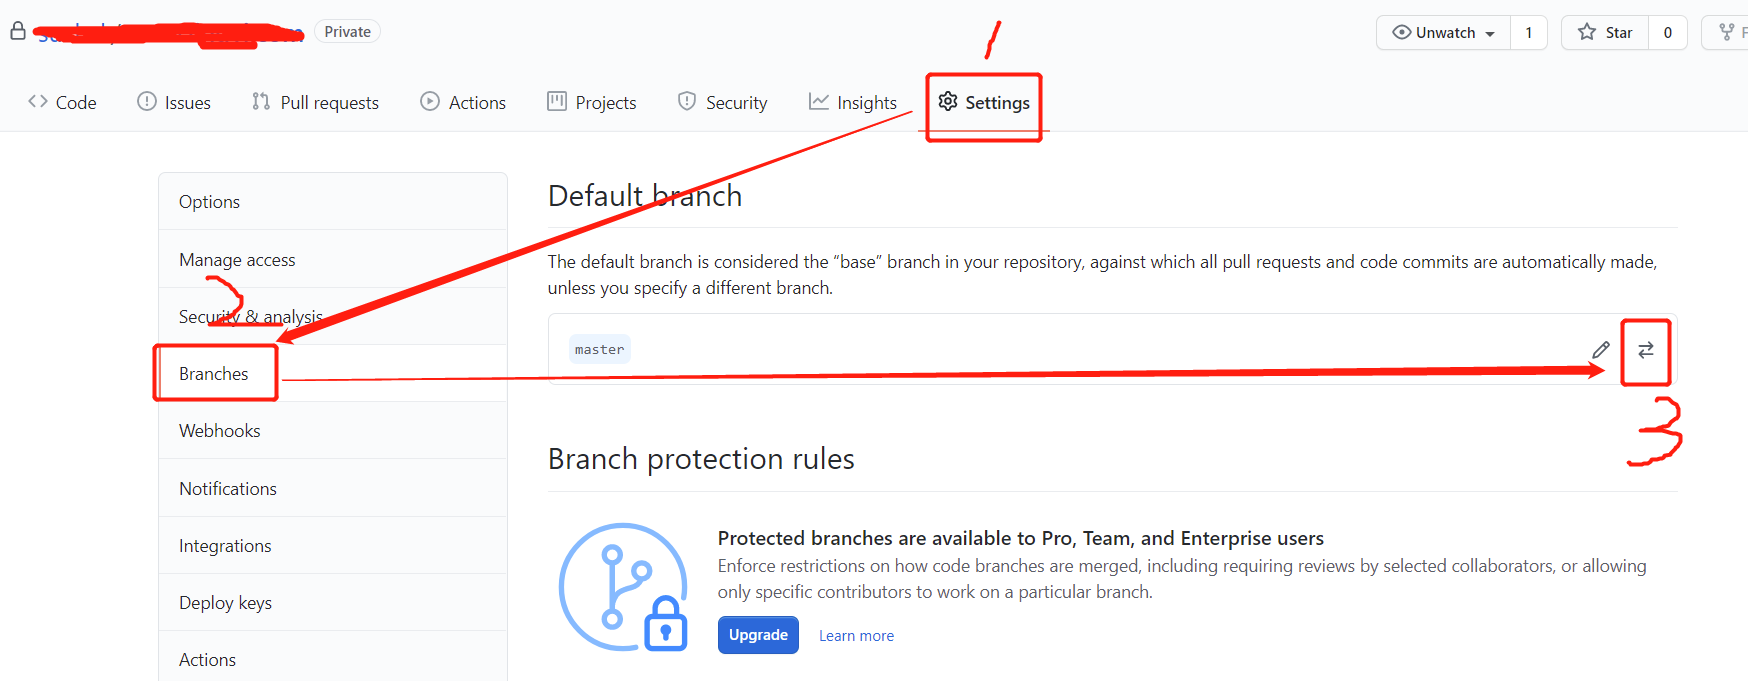 Private
Unwatch 1
Star 0
1
Code
Issues
Pull requests
Actions
Projects
Security
Insights
Settings
Options
Manage access
2
Security & analysis
Branches
Webhooks
Notifications
Integrations
Deploy keys
Actions
Default branch
The default branch is considered the “base” branch in your repository, against which all pull requests and code commits are automatically made,
unless you specify a different branch.
master
3
Branch protection rules
Protected branches are available to Pro, Team, and Enterprise users
Enforce restrictions on how code branches are merged, including requiring reviews by selected collaborators, or allowing
only specific contributors to work on a particular branch.
Upgrade
Learn more